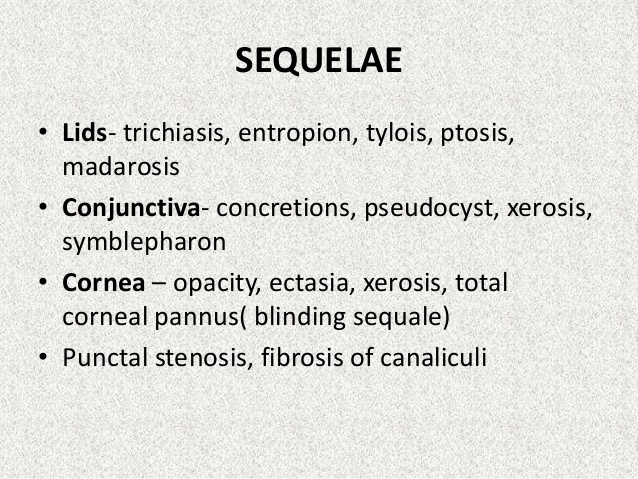 SEQUELAE
• Lids- trichiasis, entropion, tylois, ptosis,
madarosis
• Conjunctiva- concretions, pseudocyst, xerosis,
symblepharon
• Cornea – opacity, ectasia, xerosis, total
corneal pannus( blinding sequale)
• Punctal stenosis, fibrosis of canaliculi